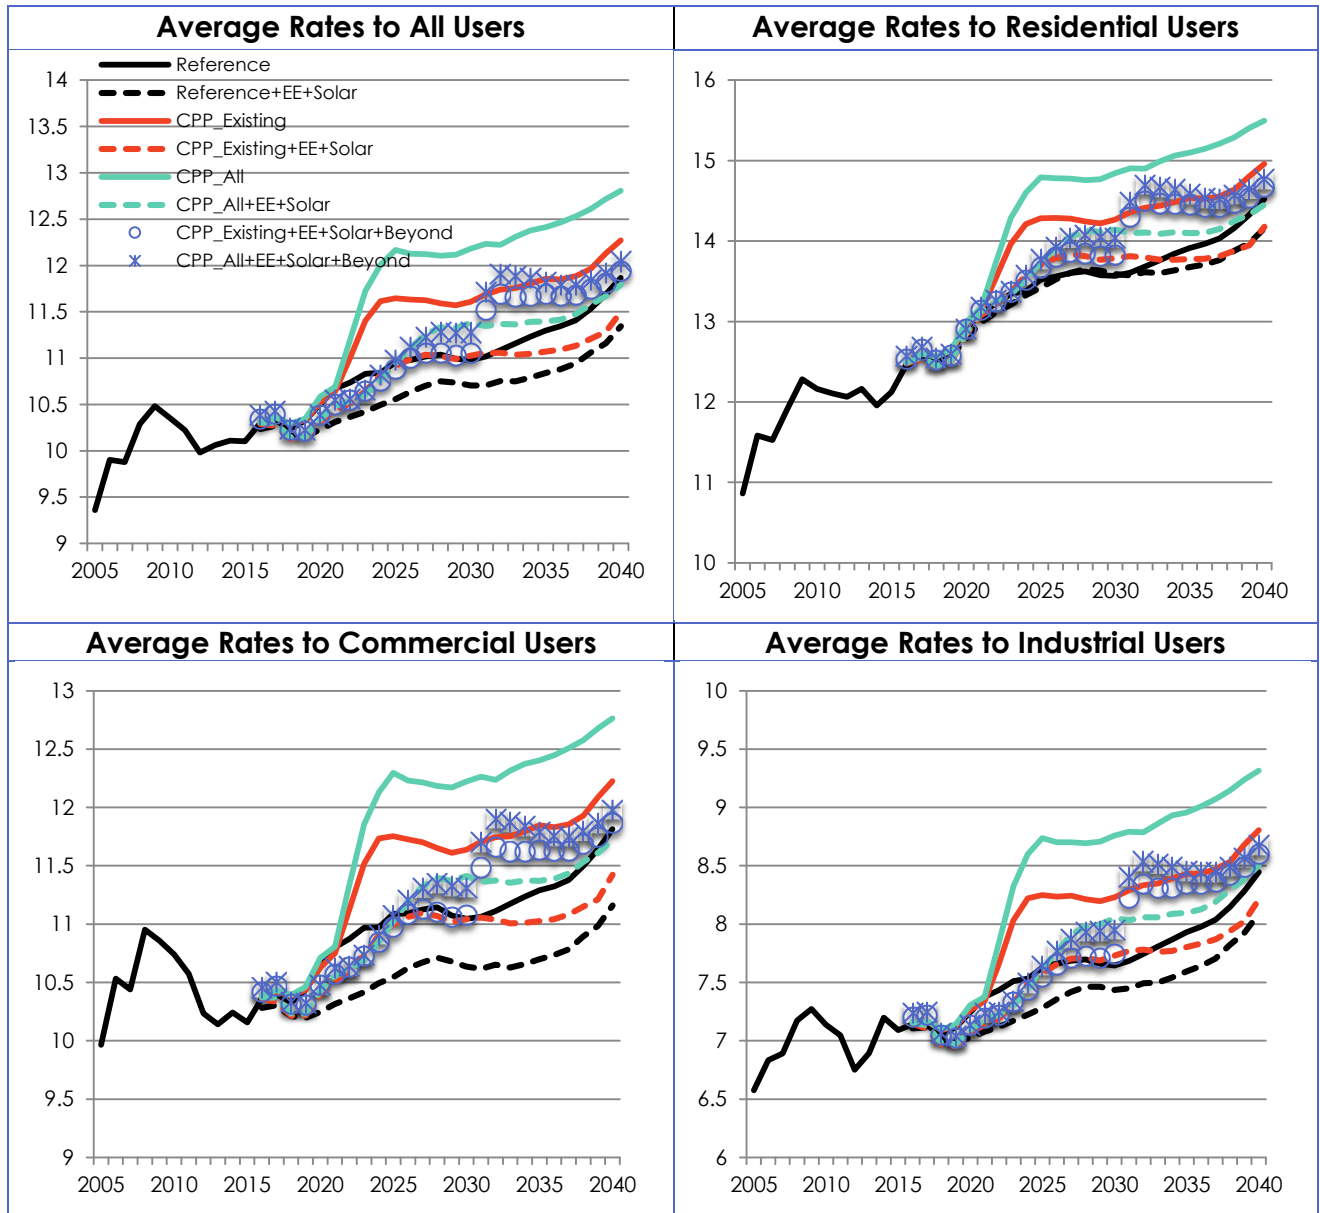 Average Rates to All Users
Average Rates to Residential Users
Reference
Reference+EE+Solar
CPP_Existing
CPP_Existing+EE+Solar
CPP_All
CPP_All+EE+Solar
CPP_Existing+EE+Solar+Beyond
CPP_All+EE+Solar+Beyond
14
13.5
13
12.5
12
11.5
11
10.5
10
9.5
9
2005 2010 2015 2020 2025 2030 2035 2040
16
15
14
13
12
11
10
2005 2010 2015 2020 2025 2030 2035 2040
Average Rates to Commercial Users
Average Rates to Industrial Users
13
12.5
12
11.5
11
10.5
10
9.5
9
2005 2010 2015 2020 2025 2030 2035 2040
10
9.5
9
8.5
8
7.5
7
6.5
6
2005 2010 2015 2020 2025 2030 2035 2040